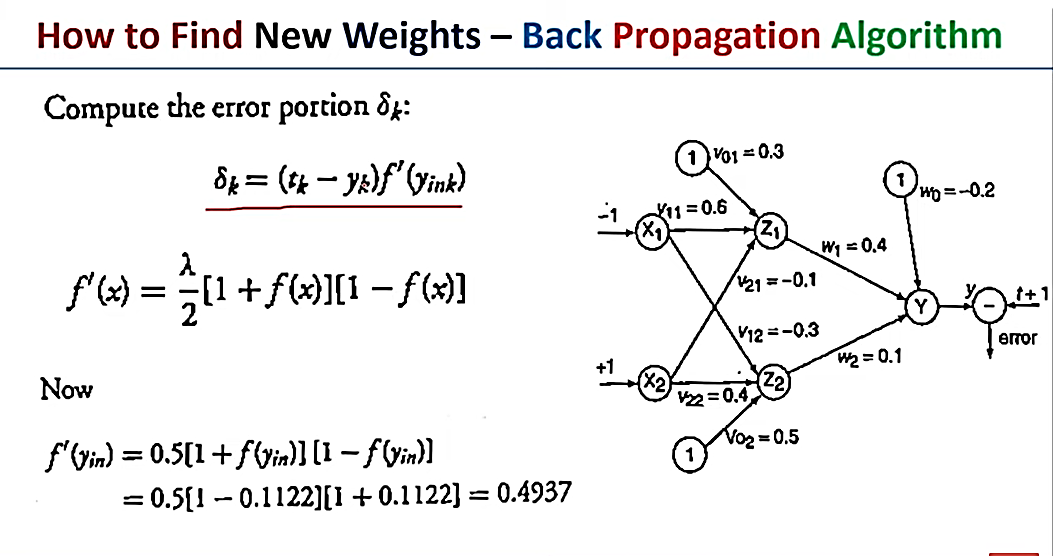 How to Find New Weights – Back Propagation Algorithm
Compute the error portion δk:
δk = (tk − yk)f′(yink)
f′(x) = λ/2 [1 + f(x)][1 − f(x)]
Now
f′(yin) = 0.5[1 + f(yin)] [1 − f(yin)]
= 0.5[1 − 0.1122][1 + 0.1122] = 0.4937
1
v01 = 0.3
1
w0 = −0.2
−1
X1
v11 = 0.6
Z1
w1 = 0.4
v21 = −0.1
Y
y
−
t+1
error
v12 = −0.3
w2 = 0.1
+1
X2
v22 = 0.4
Z2
1
Vo2 = 0.5